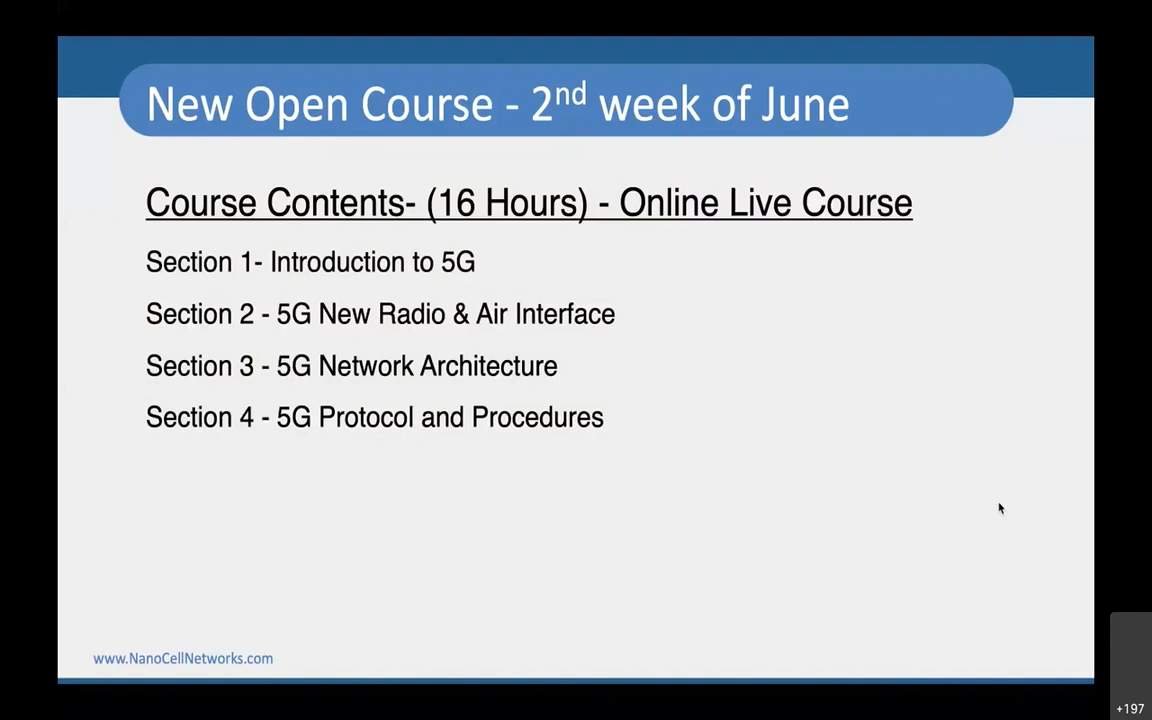 New Open Course - 2nd week of June
Course Contents- (16 Hours) - Online Live Course
Section 1- Introduction to 5G
Section 2 - 5G New Radio & Air Interface
Section 3 - 5G Network Architecture
Section 4 - 5G Protocol and Procedures
www.NanoCellNetworks.com
+197